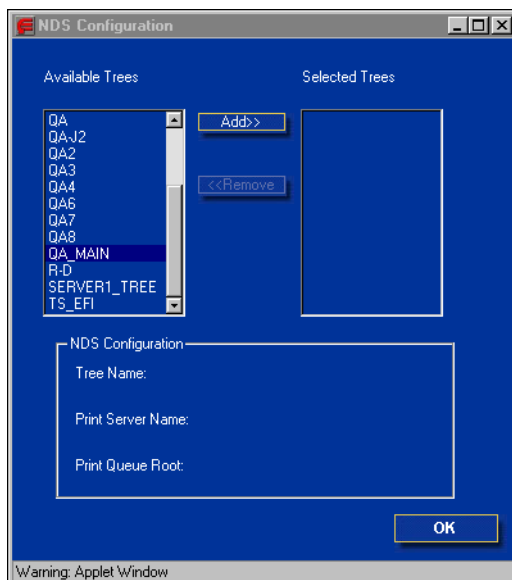 NDS Configuration
Available Trees
Selected Trees
QA
QA-J2
QA2
QA3
QA4
QA6
QA7
QA8
QA_MAIN
R-D
SERVER1_TREE
TS_EFI
Add>>
<<Remove
NDS Configuration
Tree Name:
Print Server Name:
Print Queue Root:
OK
Warning: Applet Window